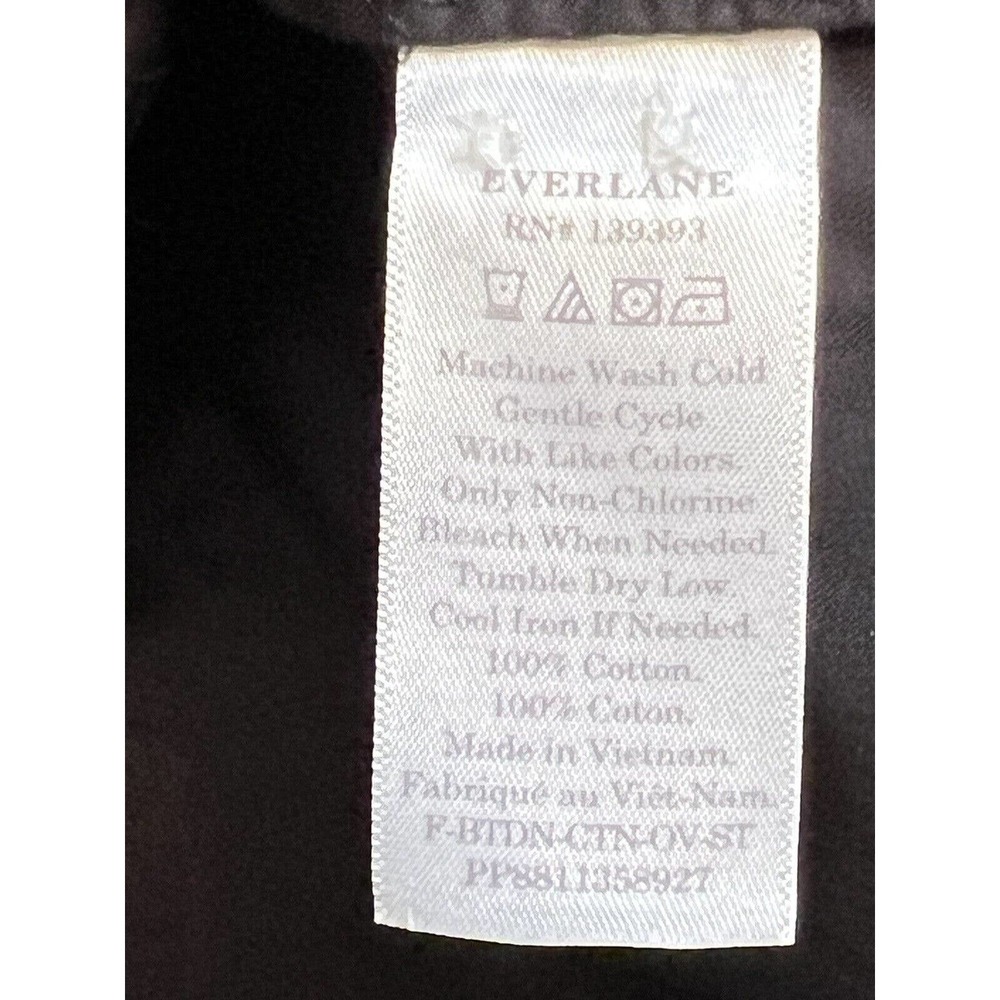 EVERLANE
RN# 139393
Machine Wash Cold
Gentle Cycle
With Like Colors.
Only Non-Chlorine
Bleach When Needed.
Tumble Dry Low
Cool Iron If Needed.
100% Cotton.
100% Coton.
Made in Vietnam.
Fabriqué au Viêt-Nam.
F-BTDN-CTN-OV-ST
PP8811358927